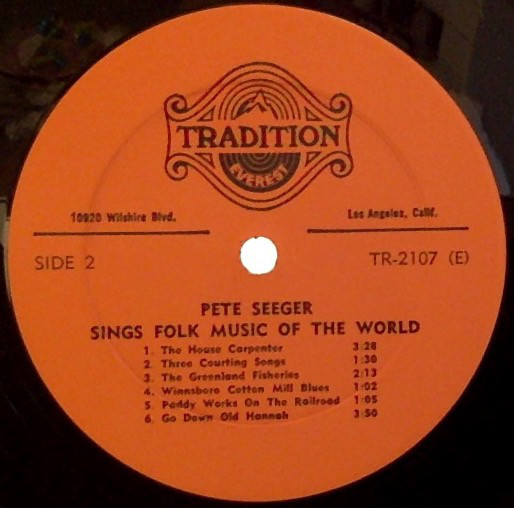 TRADITION
EVEREST
10920 Wilshire Blvd. Los Angeles, Calif.
SIDE 2 TR-2107 (E)
PETE SEEGER
SINGS FOLK MUSIC OF THE WORLD
1. The House Carpenter 3:28
2. Three Courting Songs 1:30
3. The Greenland Fisheries 2:13
4. Winnsboro Cotton Mill Blues 1:02
5. Paddy Works On The Railroad 1:05
6. Go Down Old Hannah 3:50